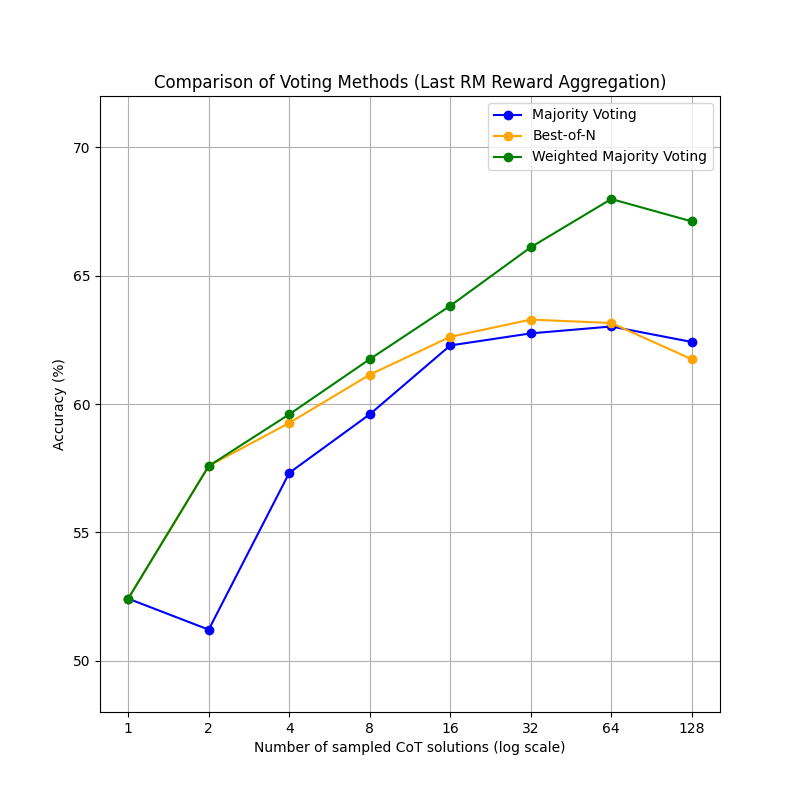 Comparison of Voting Methods (Last RM Reward Aggregation)
Majority Voting
Best-of-N
Weighted Majority Voting
Accuracy (%)
70
65
60
55
50
1 2 4 8 16 32 64 128
Number of sampled CoT solutions (log scale)